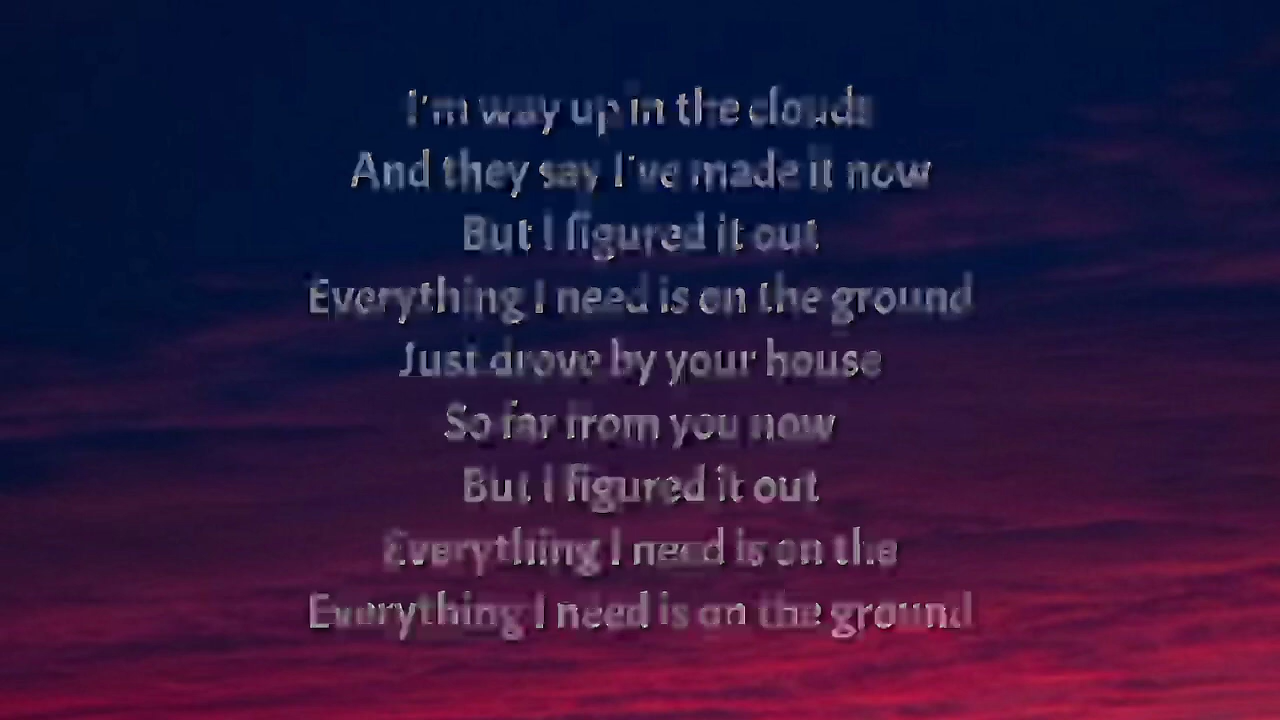 I'm way up in the clouds
And they say I've made it now
But I figured it out
Everything I need is on the ground
Just drove by your house
So far from you now
But I figured it out
Everything I need is on the
Everything I need is on the ground